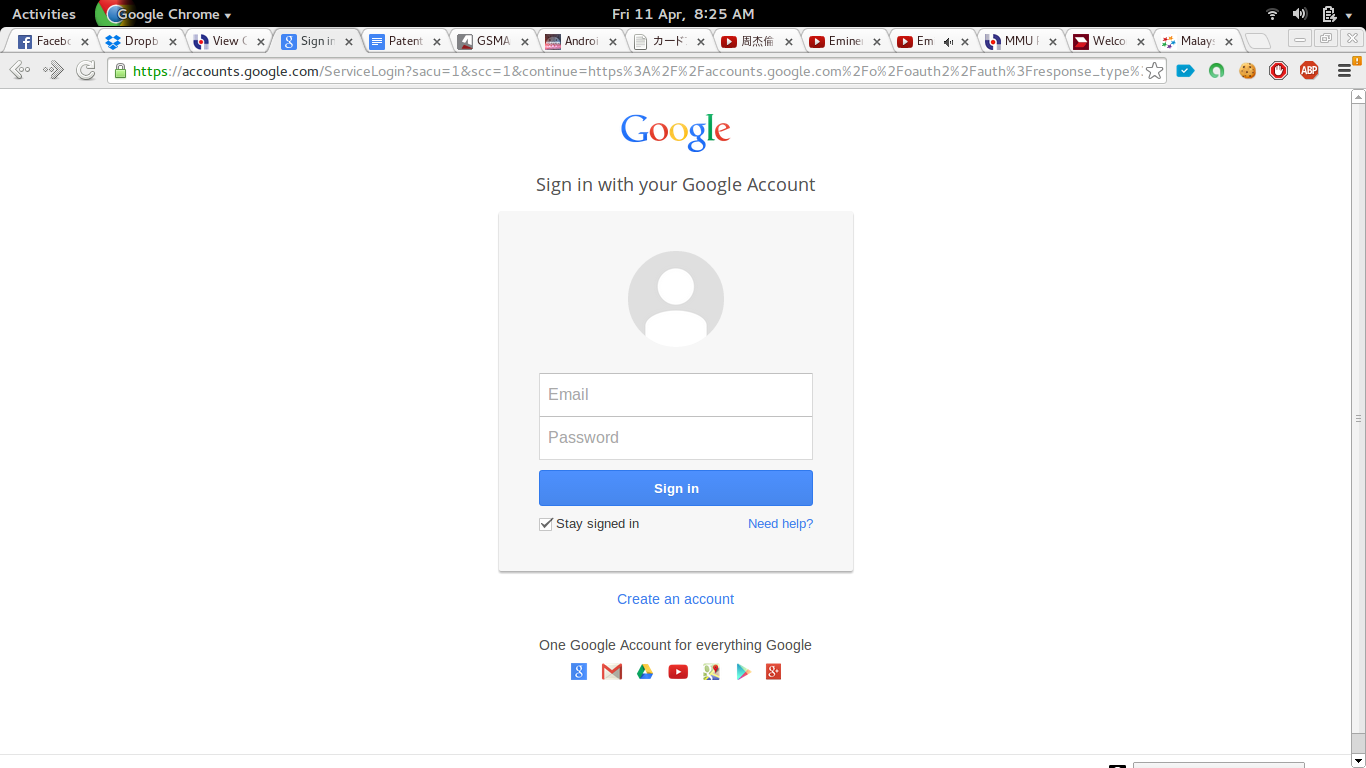 Activities
Google Chrome
Fri 11 Apr, 8:25 AM
Facebo
Dropb
View
Sign in
Patent
GSMA
Androi
カード
周杰倫
Emine
Em
MMU
Welco
Malays
https://accounts.google.com/ServiceLogin?sacu=1&scc=1&continue=https%3A%2F%2Faccounts.google.com%2Fo%2Foauth2%2Fauth%3Fresponse_type%
ABP
Google
Sign in with your Google Account
Email
Password
Sign in
Stay signed in
Need help?
Create an account
One Google Account for everything Google